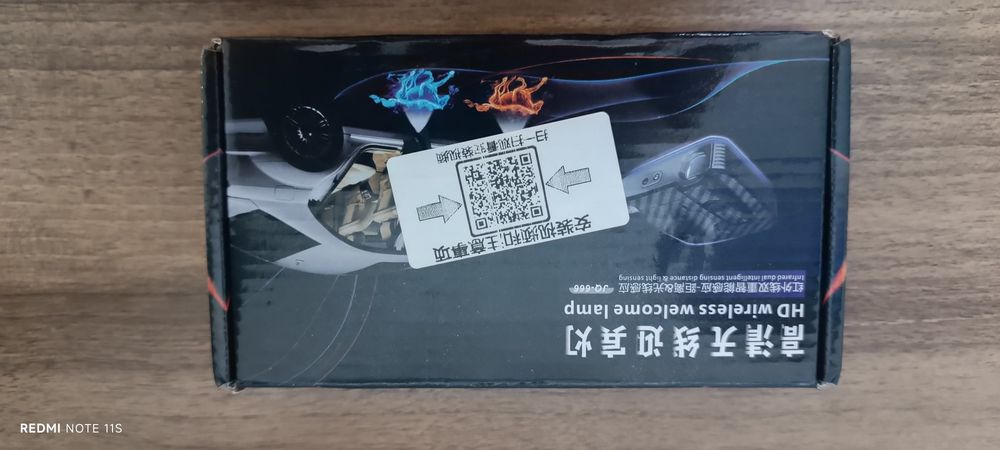 高清无线迎宾灯
HD wireless welcome lamp
红外线双重智能感应-距离&光线感应 JQ-666
Infrared dual intelligent sensing distance & light sensing
安装视频和注意事项
扫一扫观看安装视频
REDMI NOTE 11S